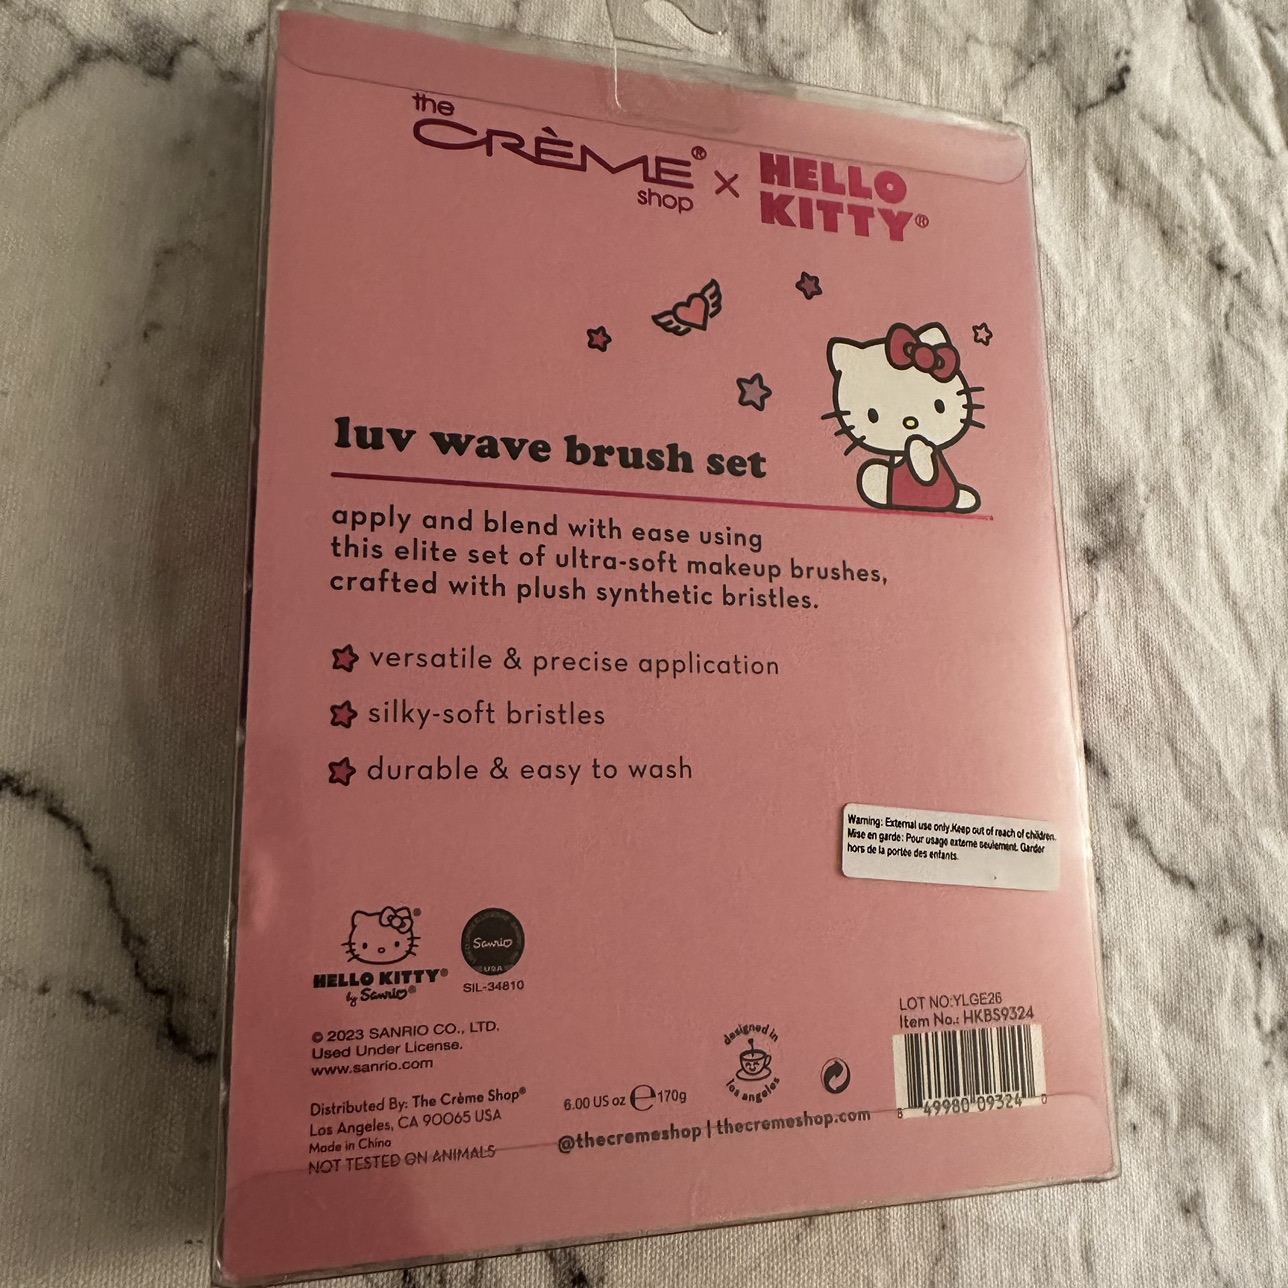 the
CRÈME®
shop
x
HELLO
KITTY®
luv wave brush set
apply and blend with ease using
this elite set of ultra-soft makeup brushes,
crafted with plush synthetic bristles.
versatile & precise application
silky-soft bristles
durable & easy to wash
Warning: External use only.Keep out of reach of children.
Mise en garde: Pour usage externe seulement. Garder
hors de la portée des enfants.
HELLO KITTY®
by Sanrio®
Sanrio
USA
SIL-34810
© 2023 SANRIO CO., LTD.
Used Under License.
www.sanrio.com
Distributed By: The Crème Shop®
Los Angeles, CA 90065 USA
Made in China
NOT TESTED ON ANIMALS
6.00 US oz e 170g
designed in
los angeles
@thecremeshop | thecremeshop.com
LOT NO:YLGE26
Item No.: HKBS9324
8 49980 09324 0